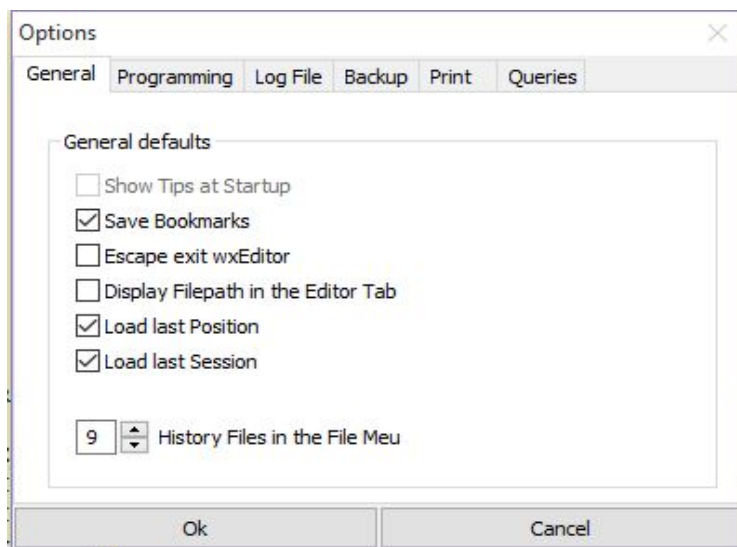 Options
General Programming Log File Backup Print Queries
General defaults
Show Tips at Startup
Save Bookmarks
Escape exit wxEditor
Display Filepath in the Editor Tab
Load last Position
Load last Session
9 History Files in the File Meu
Ok Cancel